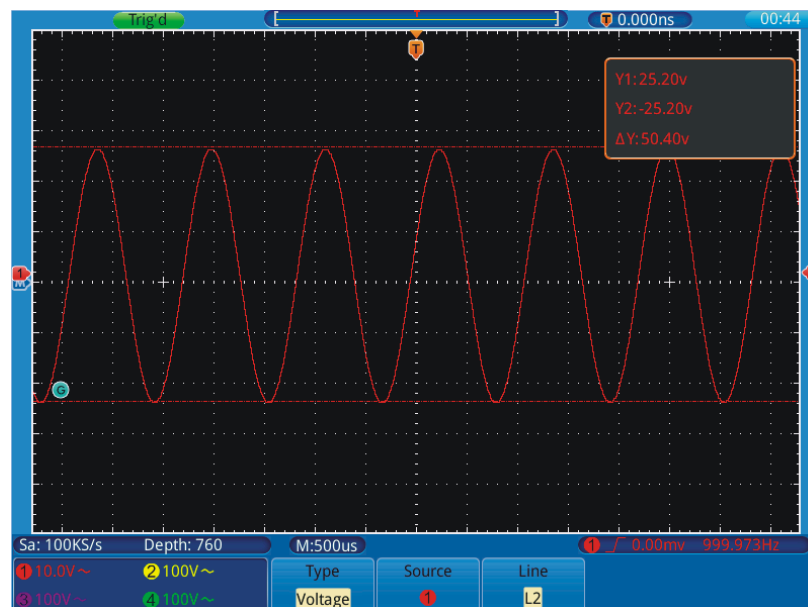 Trig'd
T 0.000ns
00:44
T
Y1:25.20v
Y2:-25.20v
ΔY:50.40v
1
M
G
Sa: 100KS/s Depth: 760 M:500us 1 0.00mv 999.973Hz
1 10.0V~ 2 100V~
3 100V~ 4 100V~
Type Source Line
Voltage 1 L2